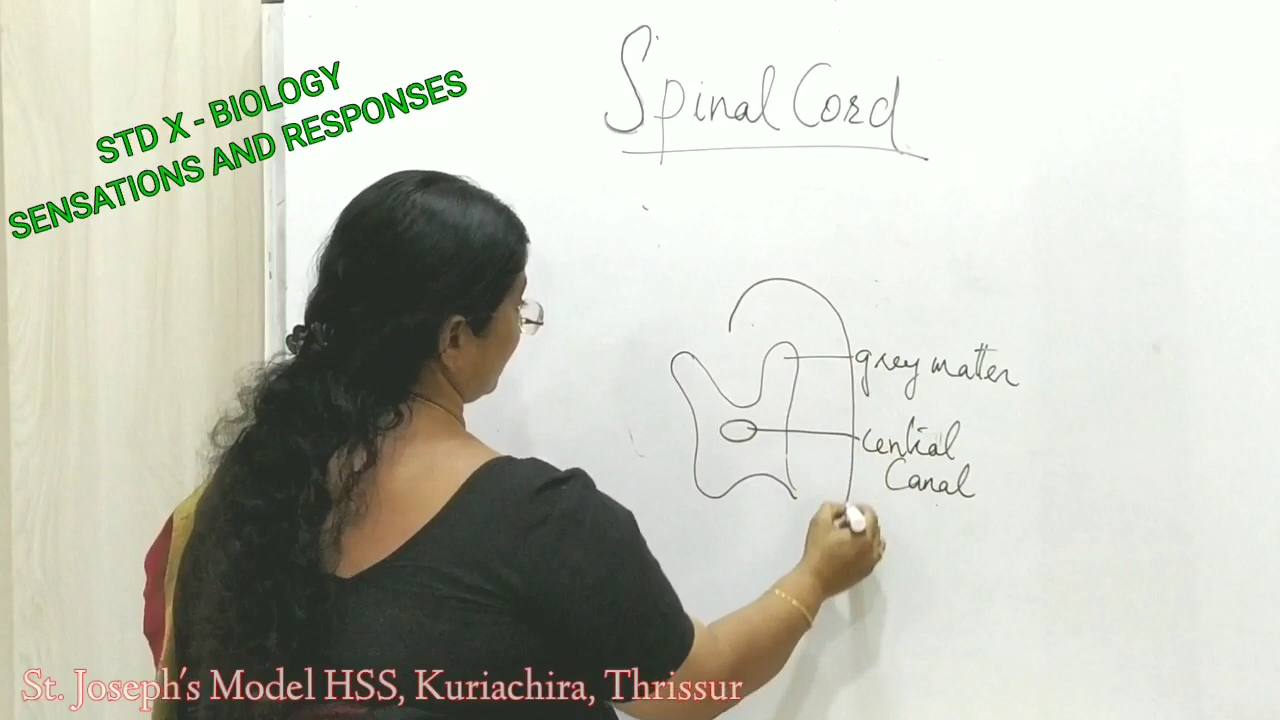 STD X - BIOLOGY
SENSATIONS AND RESPONSES
Spinal Cord
grey matter
Central
Canal
St. Joseph's Model HSS, Kuriachira, Thrissur